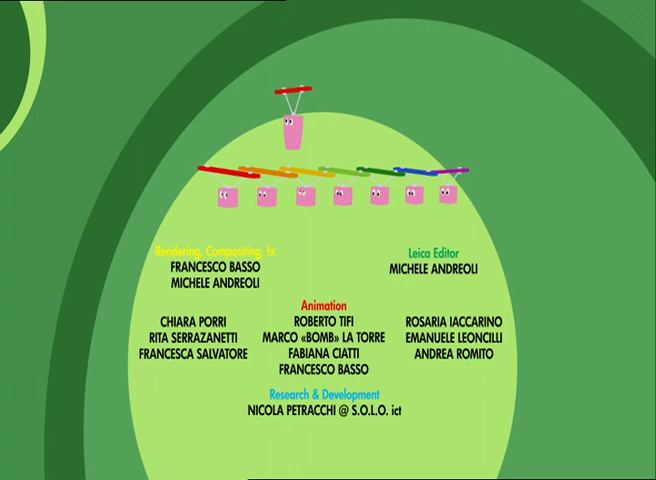 Rendering, Compositing, fx
FRANCESCO BASSO
MICHELE ANDREOLI
Leica Editor
MICHELE ANDREOLI
Animation
CHIARA PORRI
RITA SERRAZANETTI
FRANCESCA SALVATORE
ROBERTO TIFI
MARCO «BOMB» LA TORRE
FABIANA CIATTI
FRANCESCO BASSO
ROSARIA IACCARINO
EMANUELE LEONCILLI
ANDREA ROMITO
Research & Development
NICOLA PETRACCHI @ S.O.L.O. ict